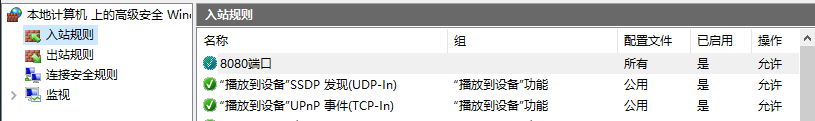 本地计算机 上的高级安全 Wind
入站规则
出站规则
连接安全规则
监视
入站规则
名称 组 配置文件 已启用 操作
8080端口 所有 是 允许
“播放到设备”SSDP 发现(UDP-In) “播放到设备”功能 公用 是 允许
“播放到设备”UPnP 事件(TCP-In) “播放到设备”功能 公用 是 允许